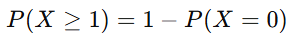 P(X ≥ 1) = 1 − P(X = 0)